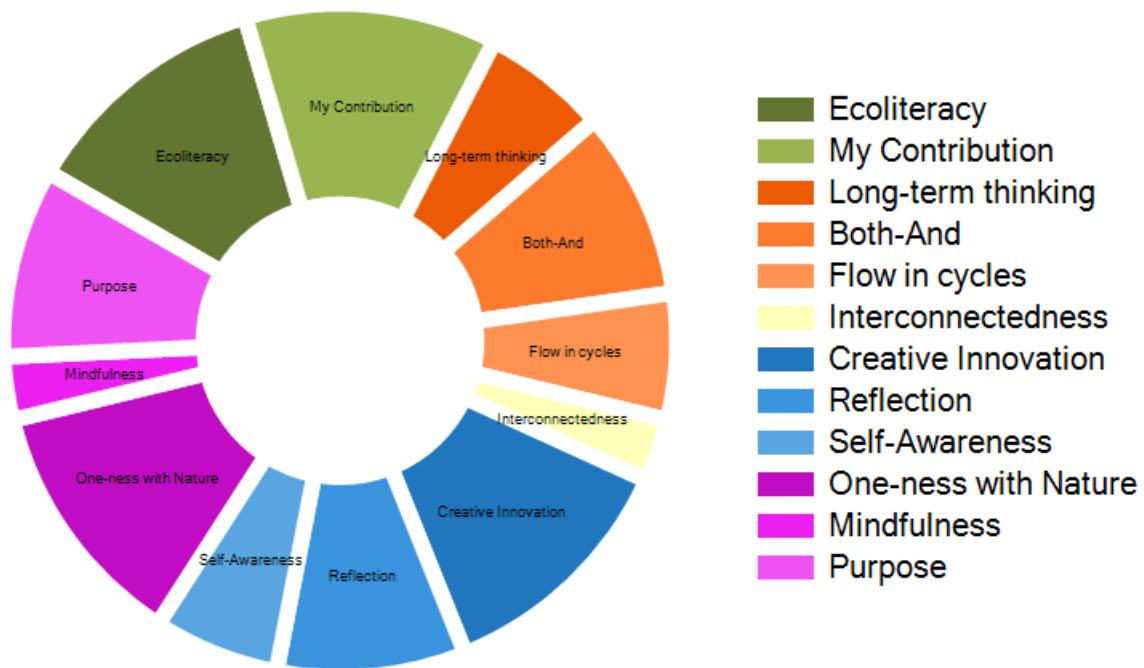 My Contribution
Long-term thinking
Ecoliteracy
Both-And
Purpose
Flow in cycles
Mindfulness
Interconnectedness
One-ness with Nature
Creative Innovation
Self-Awareness
Reflection
Ecoliteracy
My Contribution
Long-term thinking
Both-And
Flow in cycles
Interconnectedness
Creative Innovation
Reflection
Self-Awareness
One-ness with Nature
Mindfulness
Purpose